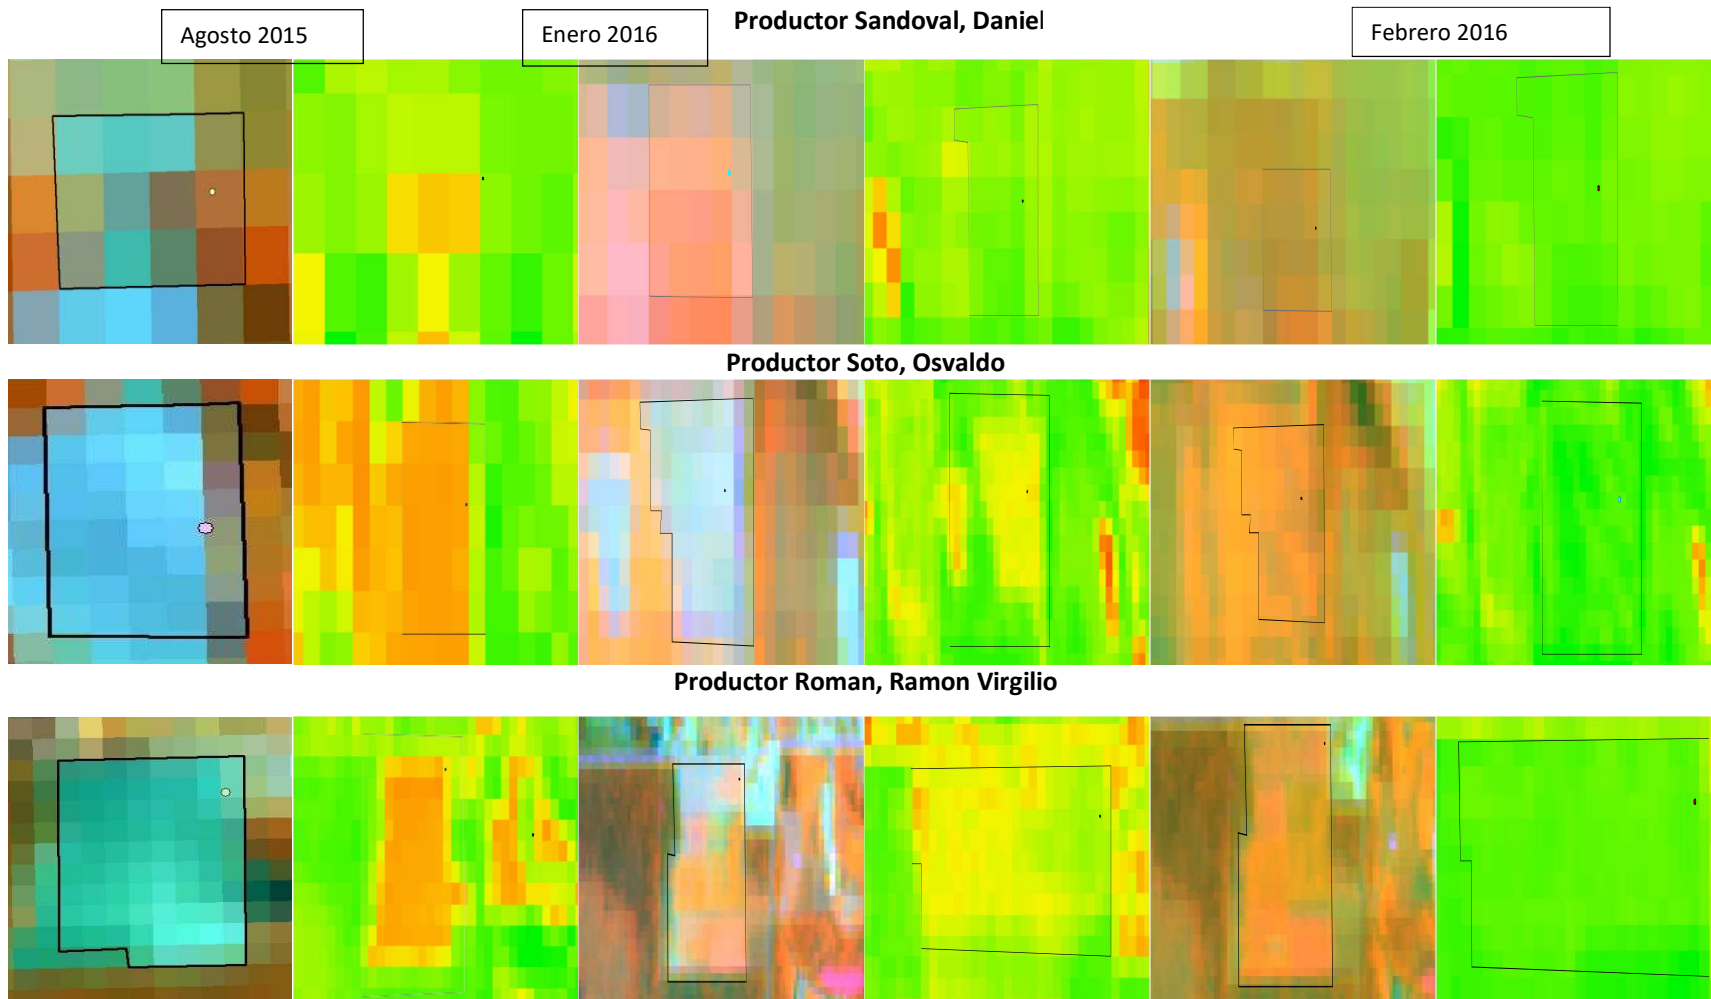 Productor Sandoval, Daniel
Agosto 2015
Enero 2016
Febrero 2016
Productor Soto, Osvaldo
Productor Roman, Ramon Virgilio